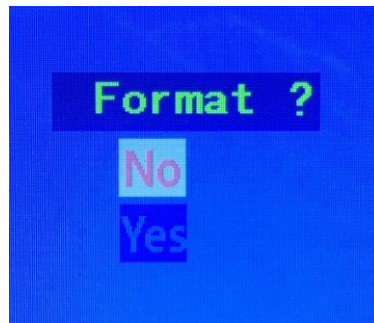 Format ?
No
Yes